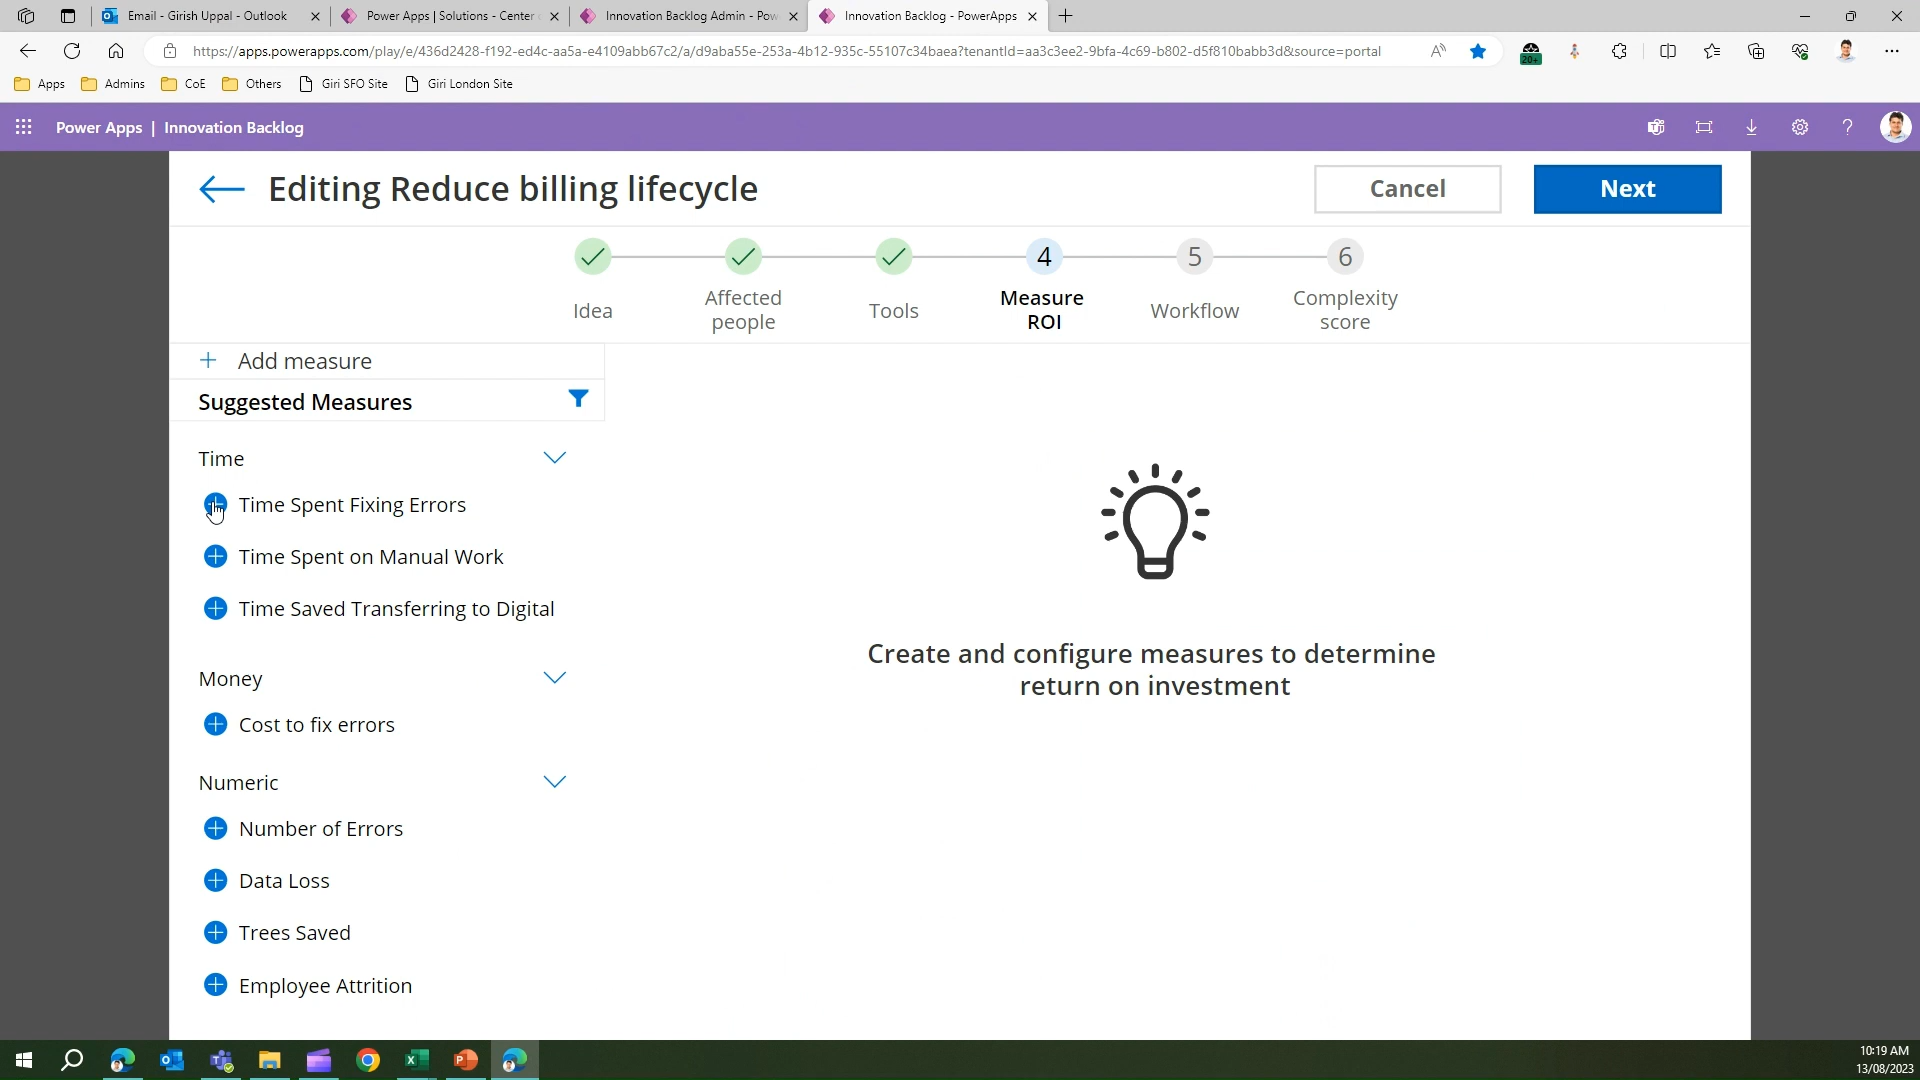 Email - Girish Uppal - Outlook
Power Apps | Solutions - Center
Innovation Backlog Admin - Pow
Innovation Backlog - PowerApps
https://apps.powerapps.com/play/e/436d2428-f192-ed4c-aa5a-e4109abb67c2/a/d9aba55e-253a-4b12-935c-55107c34baea?tenantId=aa3c3ee2-9bfa-4c69-b802-d5f810babb3d&source=portal
20+
Apps
Admins
CoE
Others
Giri SFO Site
Giri London Site
Power Apps | Innovation Backlog
Editing Reduce billing lifecycle
Cancel
Next
4
5
6
Idea
Affected
people
Tools
Measure
ROI
Workflow
Complexity
score
+ Add measure
Suggested Measures
Time
Time Spent Fixing Errors
Time Spent on Manual Work
Time Saved Transferring to Digital
Money
Cost to fix errors
Numeric
Number of Errors
Data Loss
Trees Saved
Employee Attrition
Create and configure measures to determine
return on investment
10:19 AM
13/08/2023